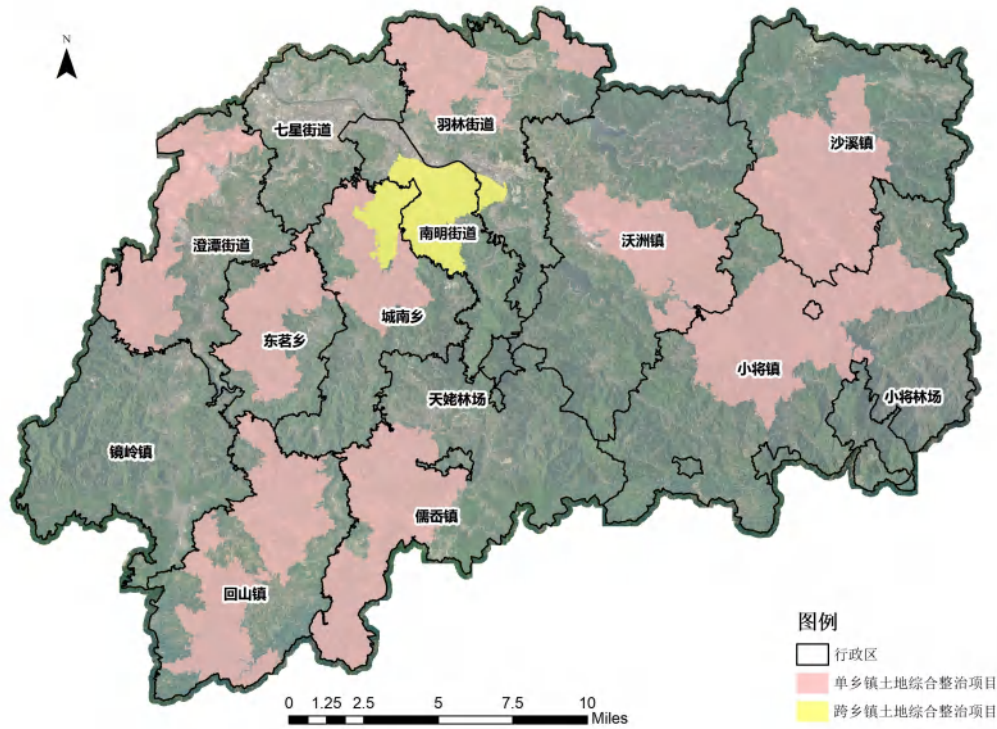 N
七星街道
羽林街道
沙溪镇
澄潭街道
南明街道
沃洲镇
东茗乡
城南乡
小将镇
天姥林场
小将林场
镜岭镇
儒岙镇
回山镇
图例
行政区
单乡镇土地综合整治项目
跨乡镇土地综合整治项目
0 1.25 2.5 5 7.5 10 Miles